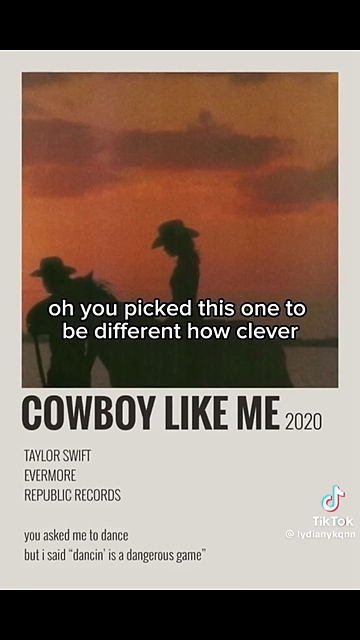 oh you picked this one to
be different how clever
COWBOY LIKE ME 2020
TAYLOR SWIFT
EVERMORE
REPUBLIC RECORDS
you asked me to dance
but i said “dancin’ is a dangerous game”
TikTok
@ lydianykqnn